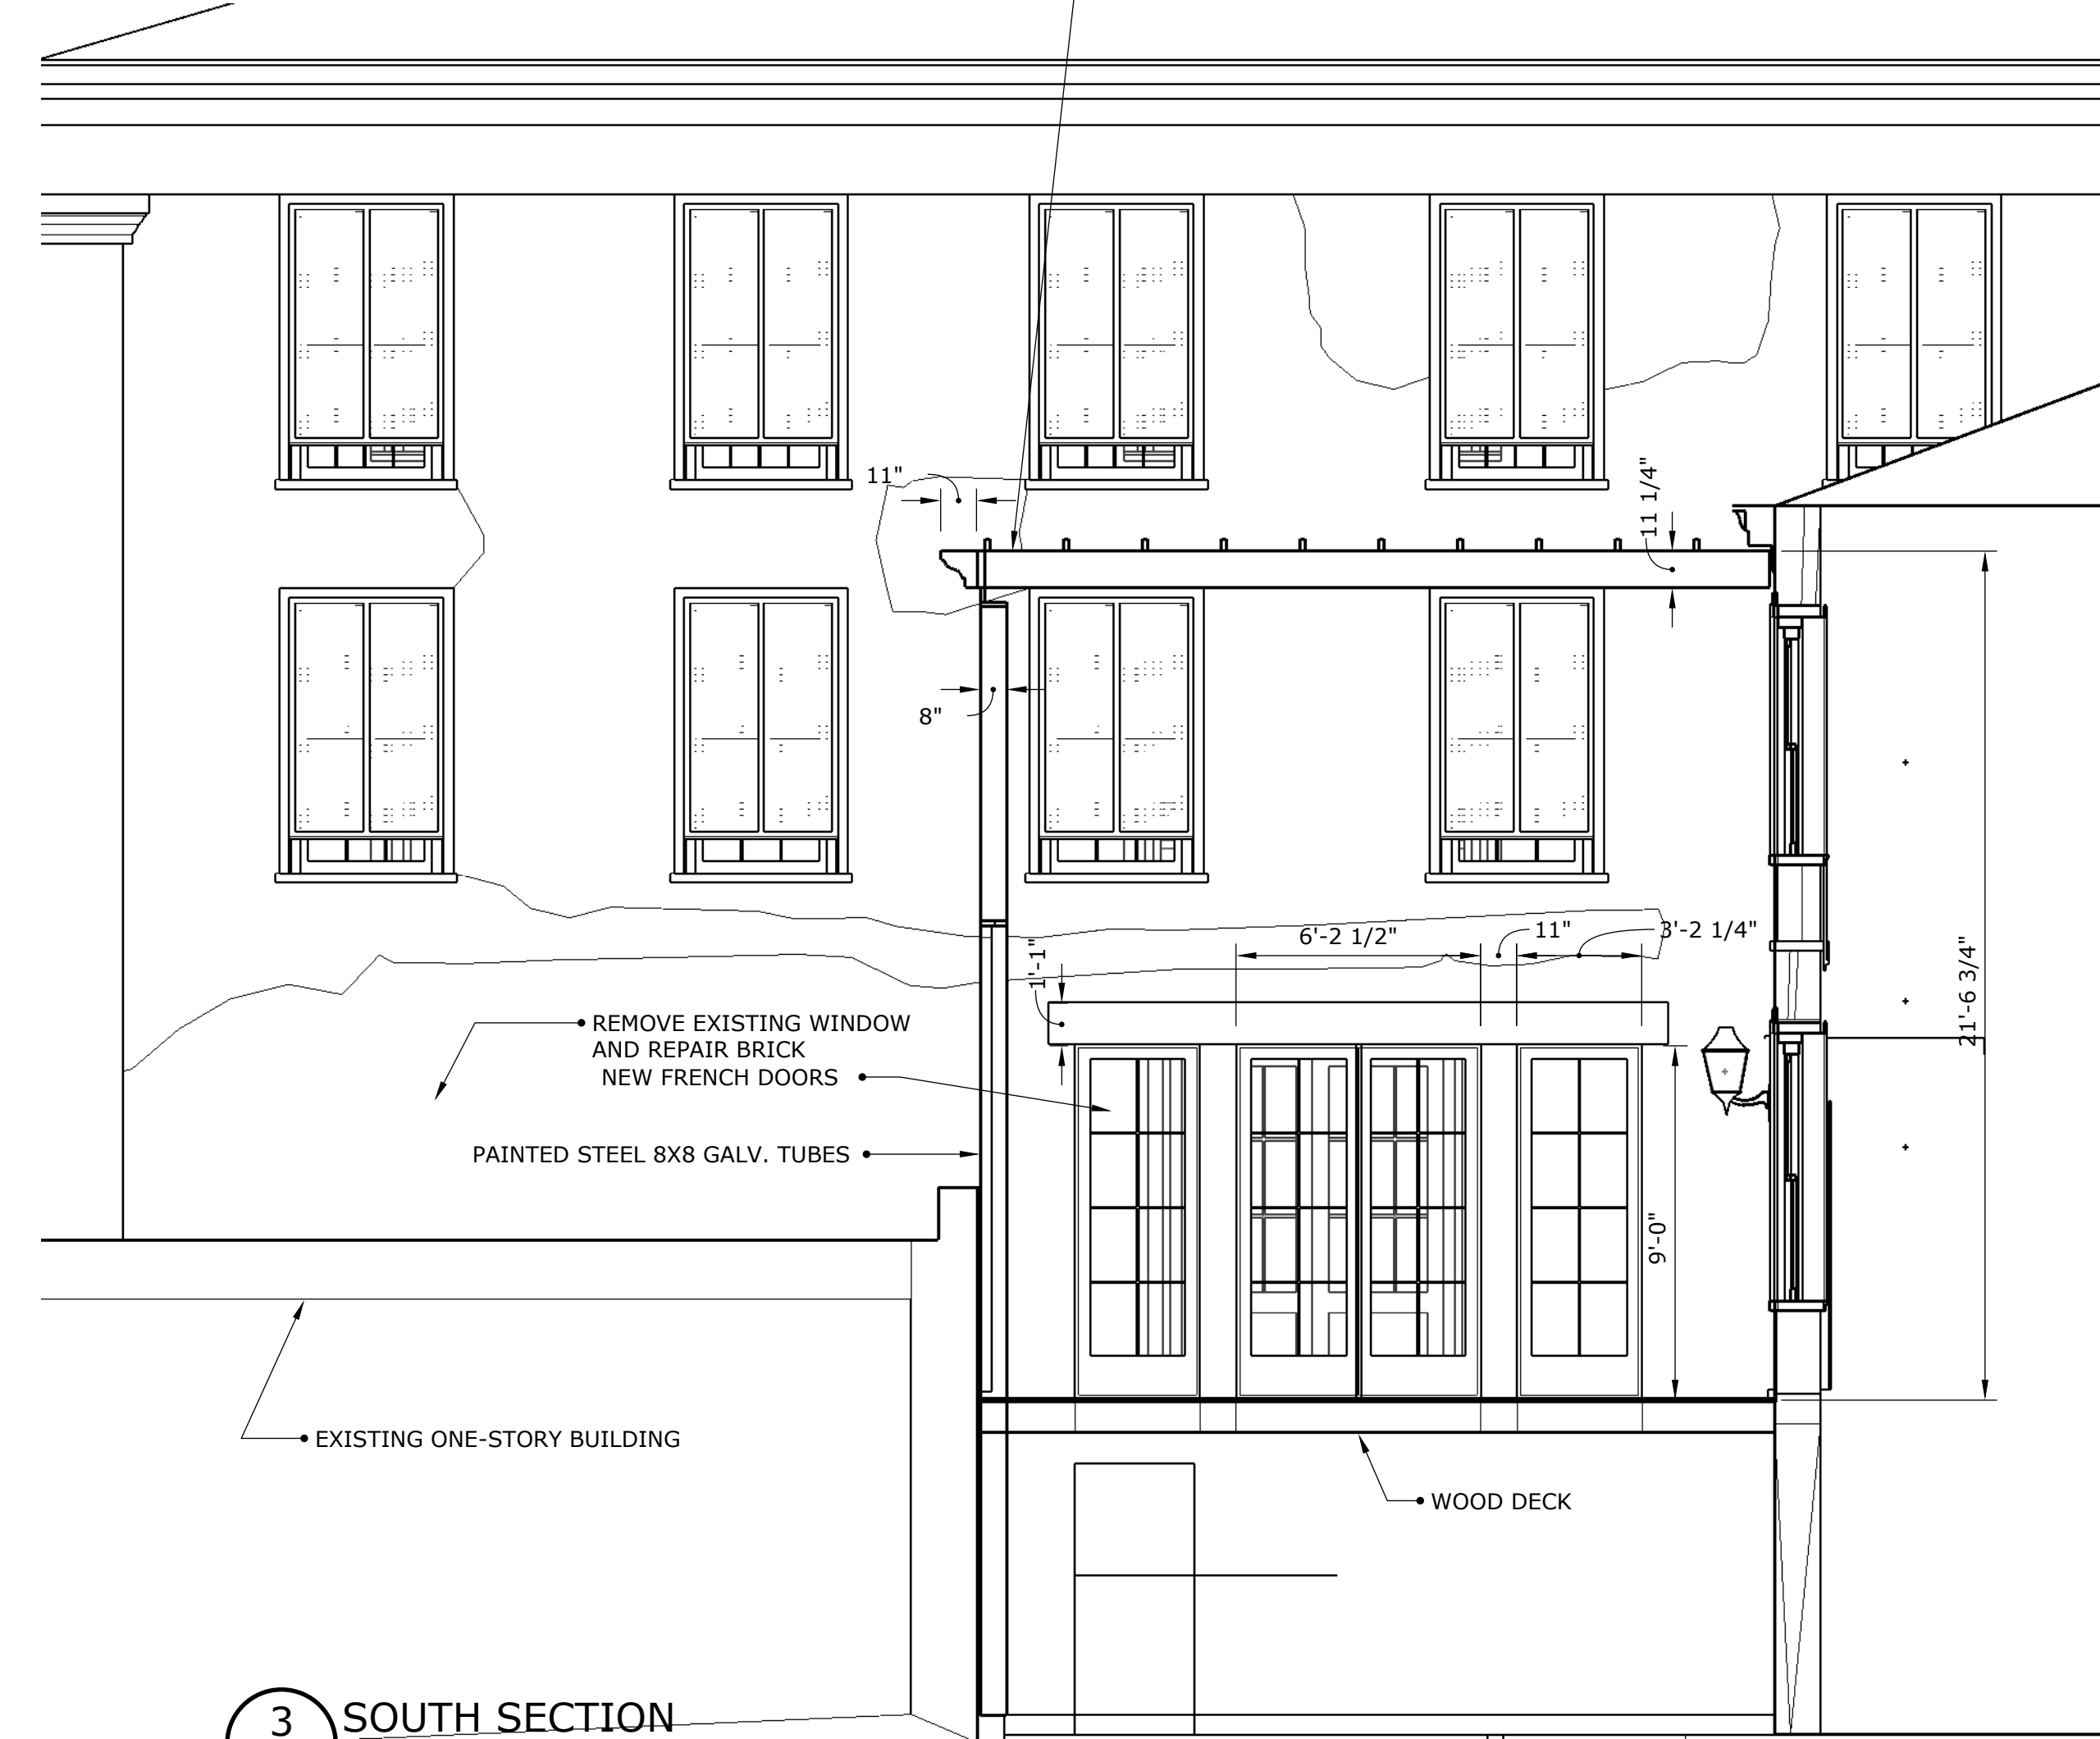 11"
11 1/4"
8"
6'-2 1/2"
11"
3'-2 1/4"
1'-1"
21'-6 3/4"
REMOVE EXISTING WINDOW
AND REPAIR BRICK
NEW FRENCH DOORS
PAINTED STEEL 8X8 GALV. TUBES
9'-0"
EXISTING ONE-STORY BUILDING
WOOD DECK
3
SOUTH SECTION